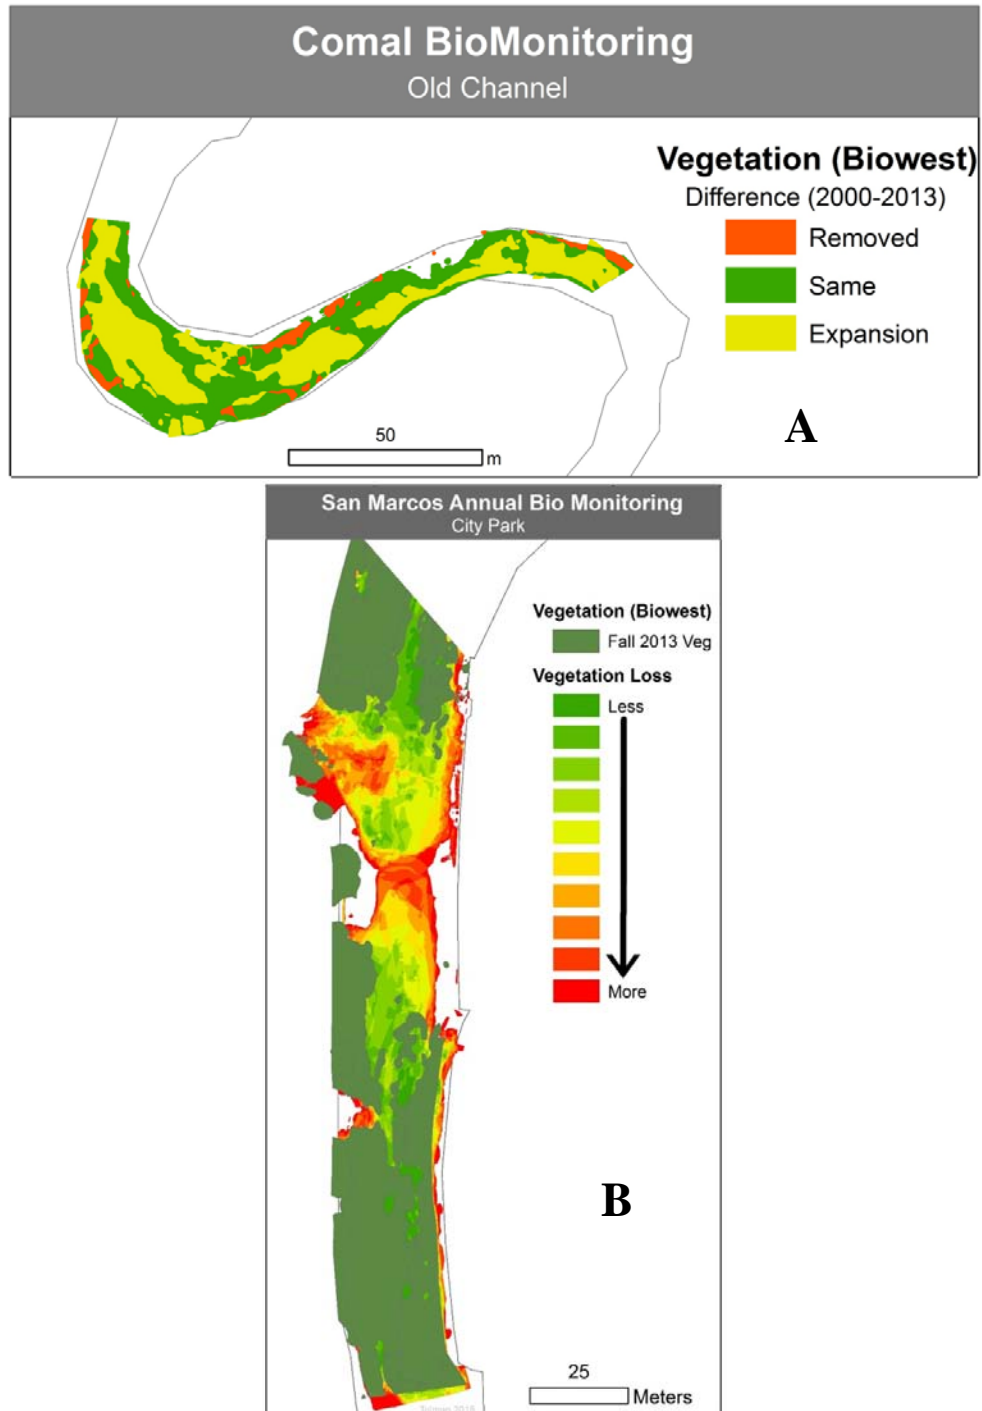 Comal BioMonitoring
Old Channel
Vegetation (Biowest)
Difference (2000-2013)
Removed
Same
Expansion
A
50
m
San Marcos Annual Bio Monitoring
City Park
Vegetation (Biowest)
Fall 2013 Veg
Vegetation Loss
Less
More
B
25
Meters